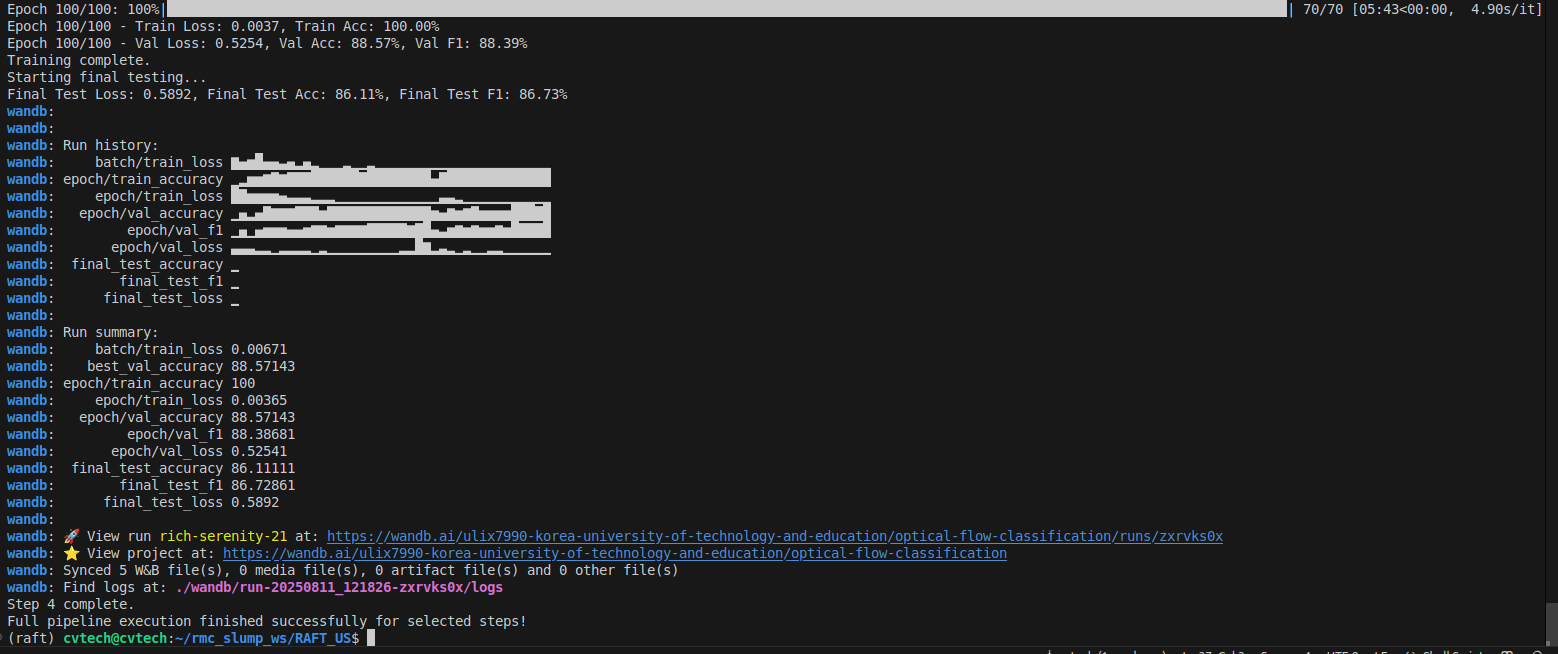 Epoch 100/100: 100%| | 70/70 [05:43<00:00, 4.90s/it]
Epoch 100/100 - Train Loss: 0.0037, Train Acc: 100.00%
Epoch 100/100 - Val Loss: 0.5254, Val Acc: 88.57%, Val F1: 88.39%
Training complete.
Starting final testing...
Final Test Loss: 0.5892, Final Test Acc: 86.11%, Final Test F1: 86.73%
wandb:
wandb:
wandb: Run history:
wandb: batch/train_loss
wandb: epoch/train_accuracy
wandb: epoch/train_loss
wandb: epoch/val_accuracy
wandb: epoch/val_f1
wandb: epoch/val_loss
wandb: final_test_accuracy
wandb: final_test_f1
wandb: final_test_loss
wandb:
wandb: Run summary:
wandb: batch/train_loss 0.00671
wandb: best_val_accuracy 88.57143
wandb: epoch/train_accuracy 100
wandb: epoch/train_loss 0.00365
wandb: epoch/val_accuracy 88.57143
wandb: epoch/val_f1 88.38681
wandb: epoch/val_loss 0.52541
wandb: final_test_accuracy 86.11111
wandb: final_test_f1 86.72861
wandb: final_test_loss 0.5892
wandb:
wandb: 🚀 View run rich-serenity-21 at: https://wandb.ai/ulix7990-korea-university-of-technology-and-education/optical-flow-classification/runs/zxrvks0x
wandb: ⭐ View project at: https://wandb.ai/ulix7990-korea-university-of-technology-and-education/optical-flow-classification
wandb: Synced 5 W&B file(s), 0 media file(s), 0 artifact file(s) and 0 other file(s)
wandb: Find logs at: ./wandb/run-20250811_121826-zxrvks0x/logs
Step 4 complete.
Full pipeline execution finished successfully for selected steps!
(raft) cvtech@cvtech:~/rmc_slump_ws/RAFT_US$